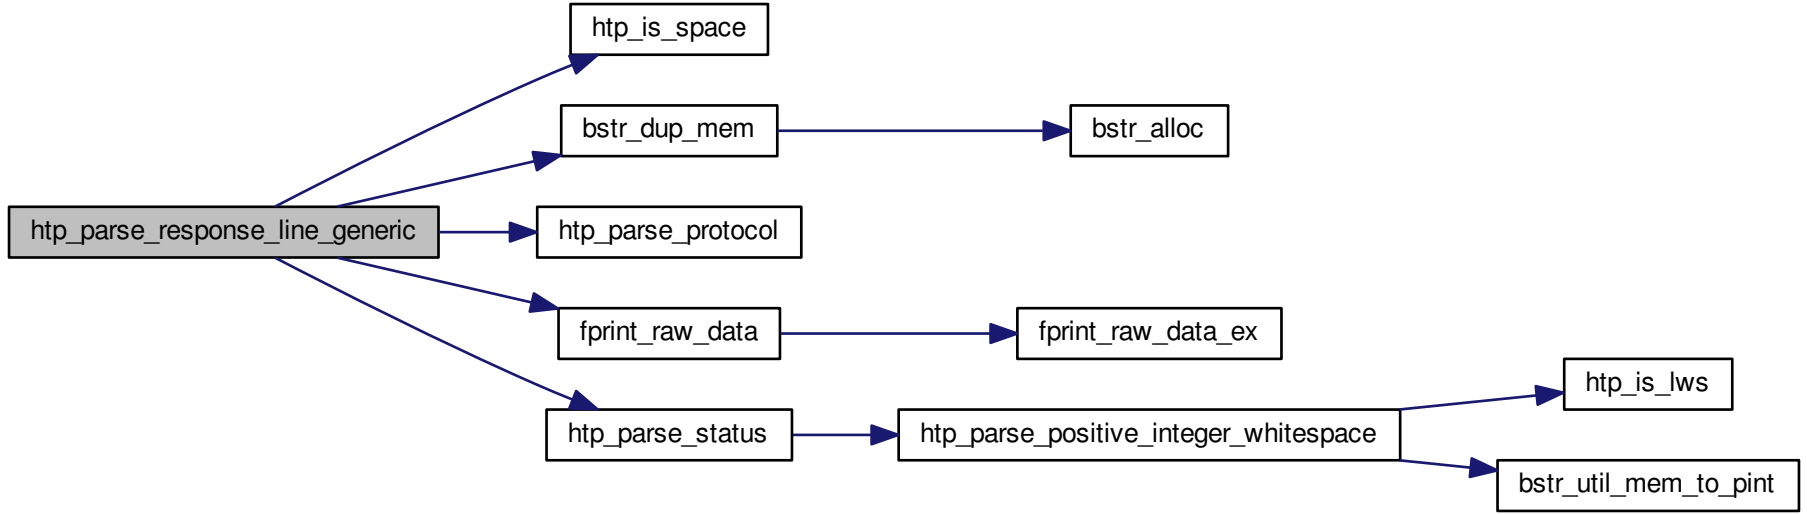 htp_is_space
bstr_dup_mem
bstr_alloc
htp_parse_response_line_generic
htp_parse_protocol
fprint_raw_data
fprint_raw_data_ex
htp_is_lws
htp_parse_status
htp_parse_positive_integer_whitespace
bstr_util_mem_to_pint